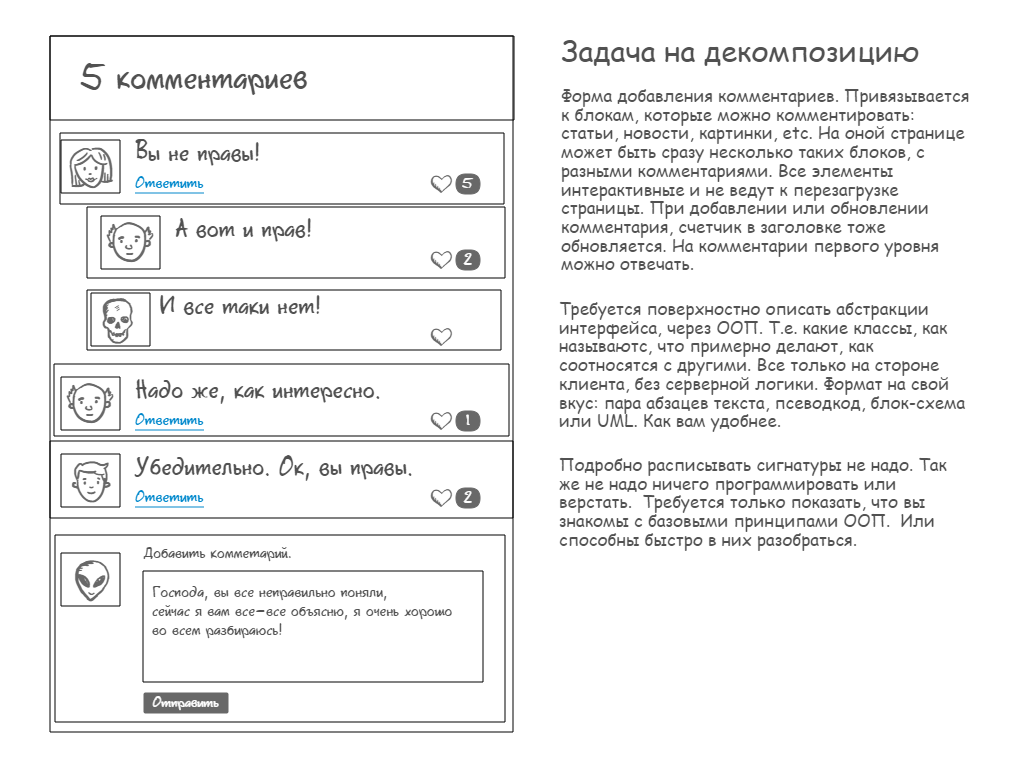 5 комментариев
Вы не правы!
Ответить
5
А вот и прав!
2
И все таки нет!
Надо же, как интересно.
Ответить
1
Убедительно. Ок, вы правы.
Ответить
2
Добавить комметарий.
Господа, вы все неправильно поняли,
сейчас я вам все-все объясню, я очень хорошо
во всем разбираюсь!
Отправить
Задача на декомпозицию
Форма добавления комментариев. Привязывается
к блокам, которые можно комментировать:
статьи, новости, картинки, etc. На оной странице
может быть сразу несколько таких блоков, с
разными комментариями. Все элементы
интерактивные и не ведут к перезагрузке
страницы. При добавлении или обновлении
комментария, счетчик в заголовке тоже
обновляется. На комментарии первого уровня
можно отвечать.
Требуется поверхностно описать абстракции
интерфейса, через ООП. Т.е. какие классы, как
называютс, что примерно делают, как
соотносятся с другими. Все только на стороне
клиента, без серверной логики. Формат на свой
вкус: пара абзацев текста, псеводкод, блок-схема
или UML. Как вам удобнее.
Подробно расписывать сигнатуры не надо. Так
же не надо ничего программировать или
верстать. Требуется только показать, что вы
знакомы с базовыми принципами ООП. Или
способны быстро в них разобраться.